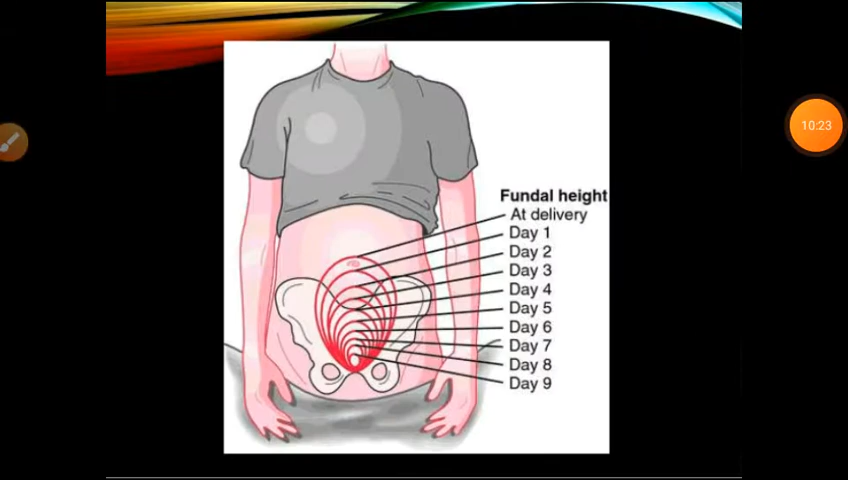 10:23
Fundal height
At delivery
Day 1
Day 2
Day 3
Day 4
Day 5
Day 6
Day 7
Day 8
Day 9